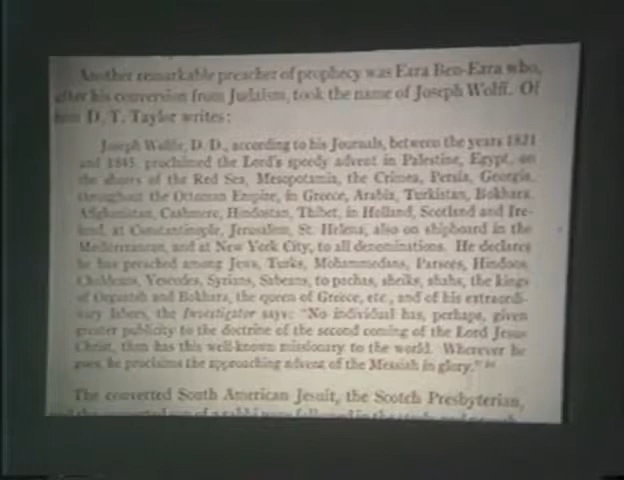 Another remarkable preacher of prophecy was Ezra Ben-Ezra who,
after his conversion from Judaism, took the name of Joseph Wolff. Of
him D. T. Taylor writes:
Joseph Wolff, D. D., according to his Journals, between the years 1821
and 1845, proclaimed the Lord's speedy advent in Palestine, Egypt, on
the shores of the Red Sea, Mesopotamia, the Crimea, Persia, Georgia,
throughout the Ottoman Empire, in Greece, Arabia, Turkistan, Bokhara,
Afghanistan, Cashmere, Hindostan, Thibet, in Holland, Scotland and Ire-
land, at Constantinople, Jerusalem, St. Helena, also on shipboard in the
Mediterranean, and at New York City, to all denominations. He declares
he has preached among Jews, Turks, Mohammedans, Parsees, Hindoos,
Chaldeans, Yesedes, Syrians, Sabeans, to pachas, sheiks, shahs, the kings
of Organtsh and Bokhara, the queen of Greece, etc., and of his extraordi-
nary labors, the Investigator says: "No individual has, perhaps, given
greater publicity to the doctrine of the second coming of the Lord Jesus
Christ, than has this well-known missionary to the world. Wherever he
goes, he proclaims the approaching advent of the Messiah in glory."
The converted South American Jesuit, the Scotch Presbyterian,